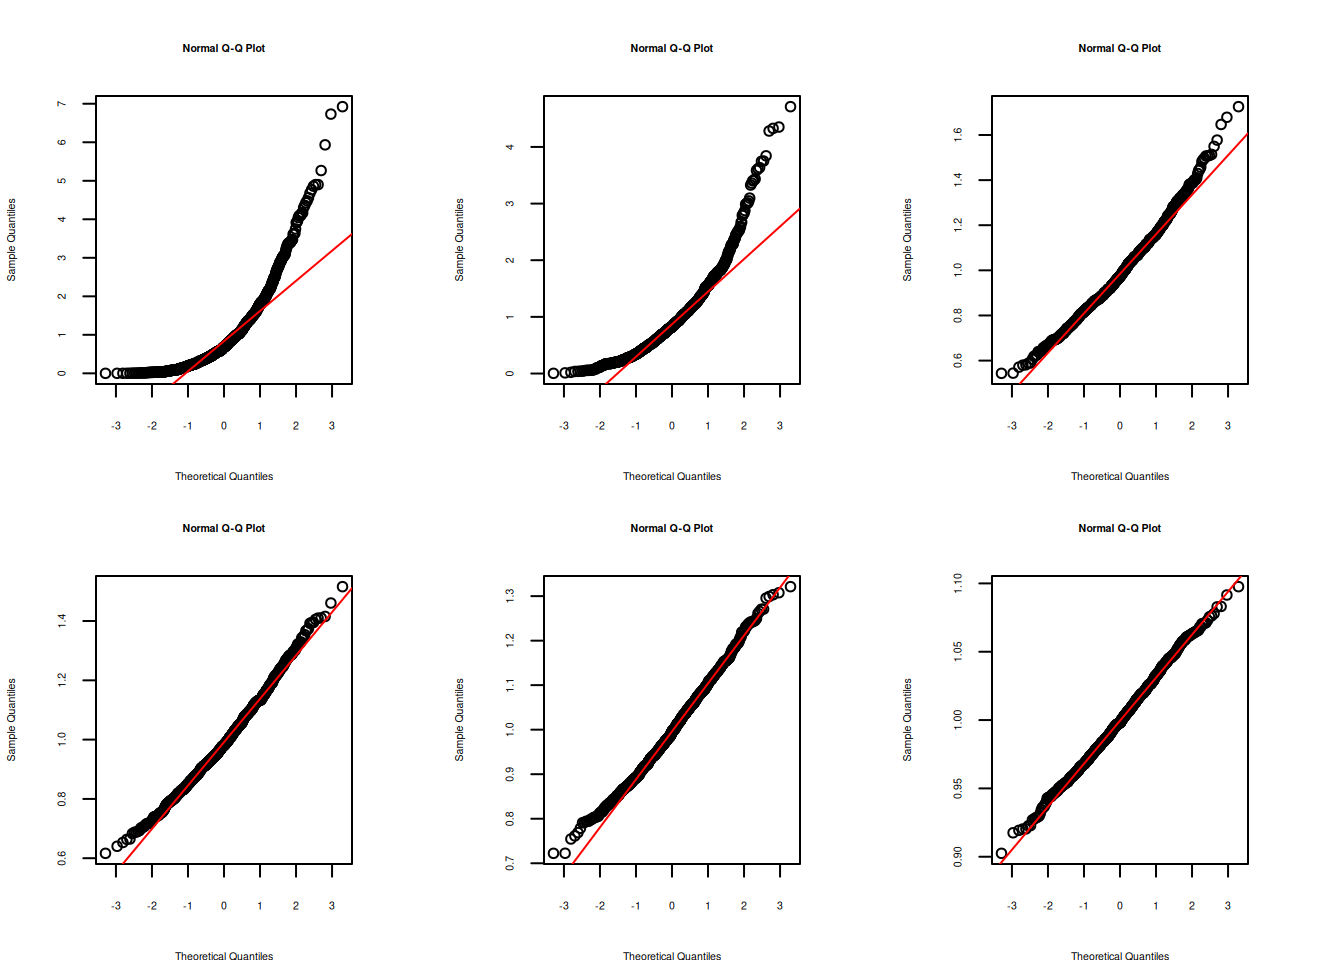 Normal Q-Q Plot
Sample Quantiles
0 1 2 3 4 5 6 7
-3 -2 -1 0 1 2 3
Theoretical Quantiles
Normal Q-Q Plot
Sample Quantiles
0 1 2 3 4
-3 -2 -1 0 1 2 3
Theoretical Quantiles
Normal Q-Q Plot
Sample Quantiles
0.6 0.8 1.0 1.2 1.4 1.6
-3 -2 -1 0 1 2 3
Theoretical Quantiles
Normal Q-Q Plot
Sample Quantiles
0.6 0.8 1.0 1.2 1.4
-3 -2 -1 0 1 2 3
Theoretical Quantiles
Normal Q-Q Plot
Sample Quantiles
0.7 0.8 0.9 1.0 1.1 1.2 1.3
-3 -2 -1 0 1 2 3
Theoretical Quantiles
Normal Q-Q Plot
Sample Quantiles
0.90 0.95 1.00 1.05 1.10
-3 -2 -1 0 1 2 3
Theoretical Quantiles